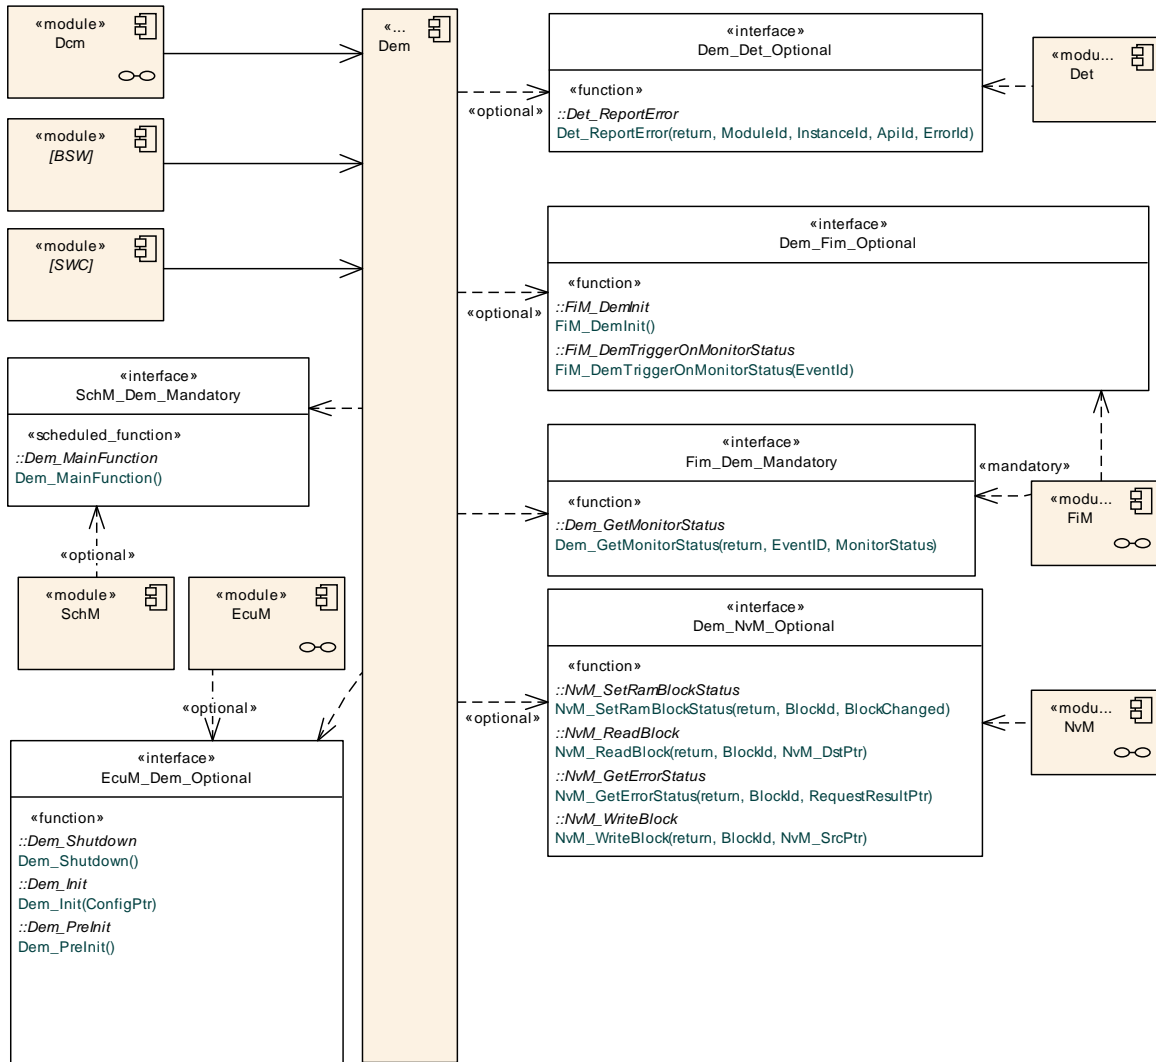 «module»
Dcm
«module»
[BSW]
«module»
[SWC]
«interface»
SchM_Dem_Mandatory
«scheduled_function»
::Dem_MainFunction
Dem_MainFunction()
«optional»
«module»
SchM
«module»
EcuM
«optional»
«interface»
EcuM_Dem_Optional
«function»
::Dem_Shutdown
Dem_Shutdown()
::Dem_Init
Dem_Init(ConfigPtr)
::Dem_PreInit
Dem_PreInit()
«...
Dem
«optional»
«interface»
Dem_Det_Optional
«function»
::Det_ReportError
Det_ReportError(return, ModuleId, InstanceId, ApiId, ErrorId)
«modu...
Det
«optional»
«interface»
Dem_Fim_Optional
«function»
::FiM_DemInit
FiM_DemInit()
::FiM_DemTriggerOnMonitorStatus
FiM_DemTriggerOnMonitorStatus(EventId)
«interface»
Fim_Dem_Mandatory
«function»
::Dem_GetMonitorStatus
Dem_GetMonitorStatus(return, EventID, MonitorStatus)
«mandatory»
«modu...
FiM
«optional»
«interface»
Dem_NvM_Optional
«function»
::NvM_SetRamBlockStatus
NvM_SetRamBlockStatus(return, BlockId, BlockChanged)
::NvM_ReadBlock
NvM_ReadBlock(return, BlockId, NvM_DstPtr)
::NvM_GetErrorStatus
NvM_GetErrorStatus(return, BlockId, RequestResultPtr)
::NvM_WriteBlock
NvM_WriteBlock(return, BlockId, NvM_SrcPtr)
«modu...
NvM